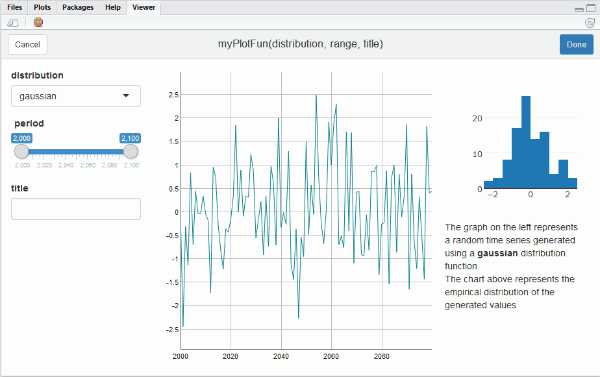 Files Plots Packages Help Viewer
Cancel myPlotFun(distribution, range, title) Done
distribution
gaussian
period
2,000 2,100
2,000 2,020 2,040 2,060 2,080 2,100
title
2.5
2
1.5
1
0.5
0
-0.5
-1
-1.5
-2
-2.5
2000 2020 2040 2060 2080
20
10
0
−2 0 2
The graph on the left represents
a random time series generated
using a gaussian distribution
function.
The chart above represents the
empirical distribution of the
generated values